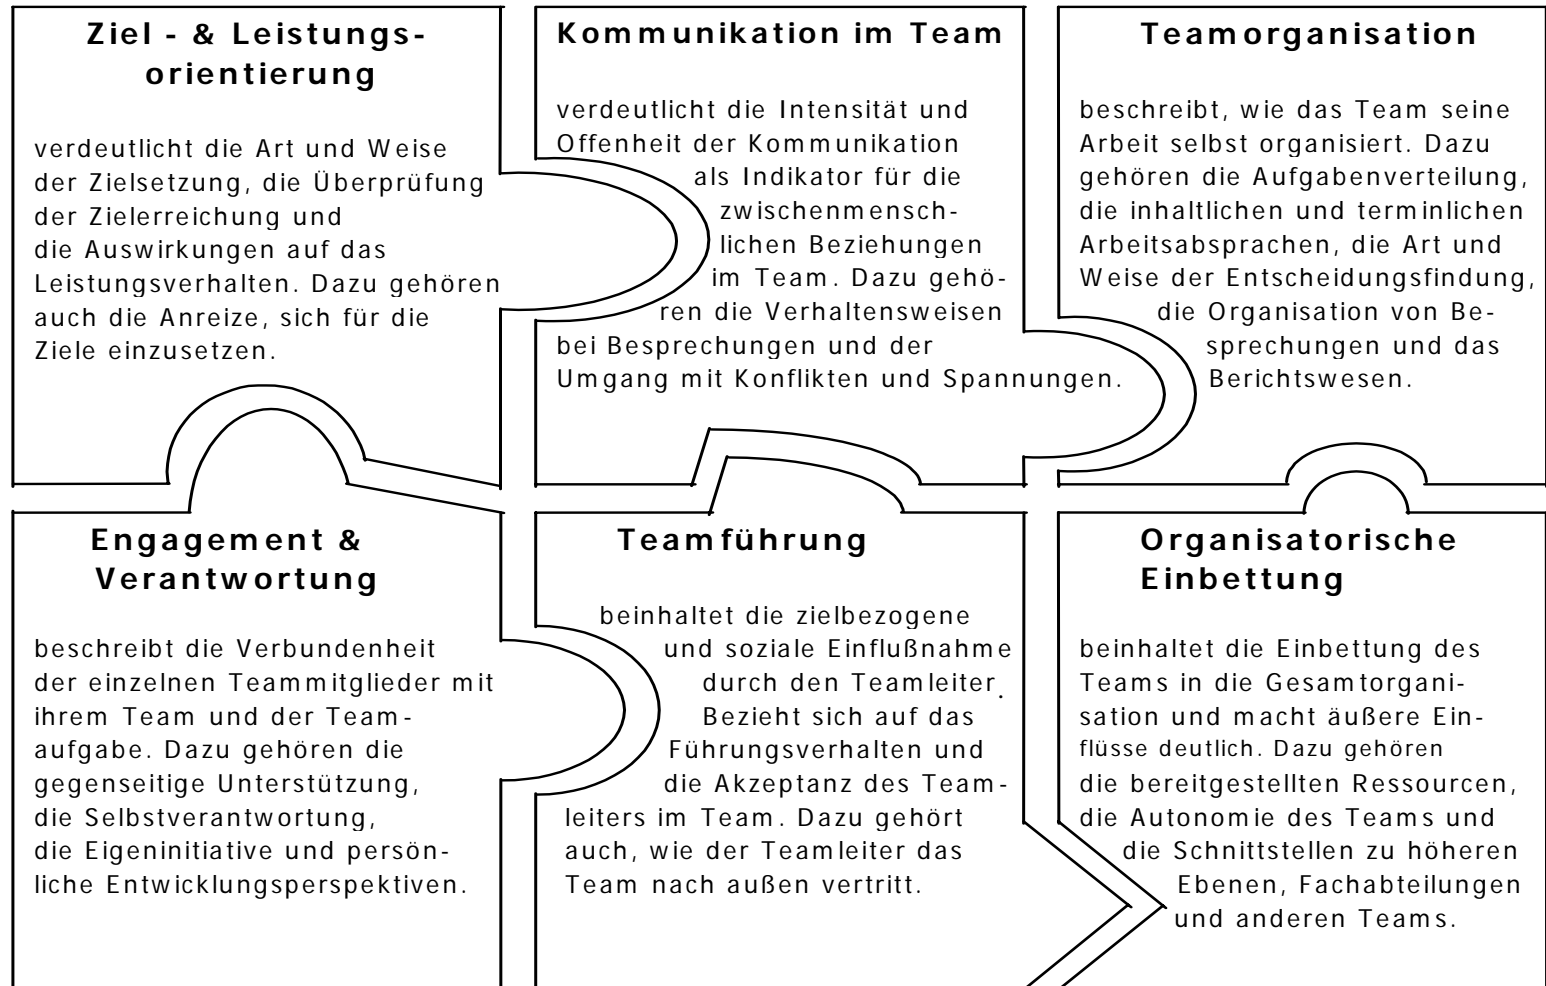 Ziel - & Leistungs-
orientierung
verdeutlicht die Art und Weise
der Zielsetzung, die Überprüfung
der Zielerreichung und
die Auswirkungen auf das
Leistungsverhalten. Dazu gehören
auch die Anreize, sich für die
Ziele einzusetzen.
Kommunikation im Team
verdeutlicht die Intensität und
Offenheit der Kommunikation
als Indikator für die
zwischenmensch-
lichen Beziehungen
im Team. Dazu gehö-
ren die Verhaltensweisen
bei Besprechungen und der
Umgang mit Konflikten und Spannungen.
Teamorganisation
beschreibt, wie das Team seine
Arbeit selbst organisiert. Dazu
gehören die Aufgabenverteilung,
die inhaltlichen und terminlichen
Arbeitsabsprachen, die Art und
Weise der Entscheidungsfindung,
die Organisation von Be-
sprechungen und das
Berichtswesen.
Engagement &
Verantwortung
beschreibt die Verbundenheit
der einzelnen Teammitglieder mit
ihrem Team und der Team-
aufgabe. Dazu gehören die
gegenseitige Unterstützung,
die Selbstverantwortung,
die Eigeninitiative und persön-
liche Entwicklungsperspektiven.
Teamführung
beinhaltet die zielbezogene
und soziale Einflußnahme
durch den Teamleiter.
Bezieht sich auf das
Führungsverhalten und
die Akzeptanz des Team-
leiters im Team. Dazu gehört
auch, wie der Teamleiter das
Team nach außen vertritt.
Organisatorische
Einbettung
beinhaltet die Einbettung des
Teams in die Gesamtorgani-
sation und macht äußere Ein-
flüsse deutlich. Dazu gehören
die bereitgestellten Ressourcen,
die Autonomie des Teams und
die Schnittstellen zu höheren
Ebenen, Fachabteilungen
und anderen Teams.